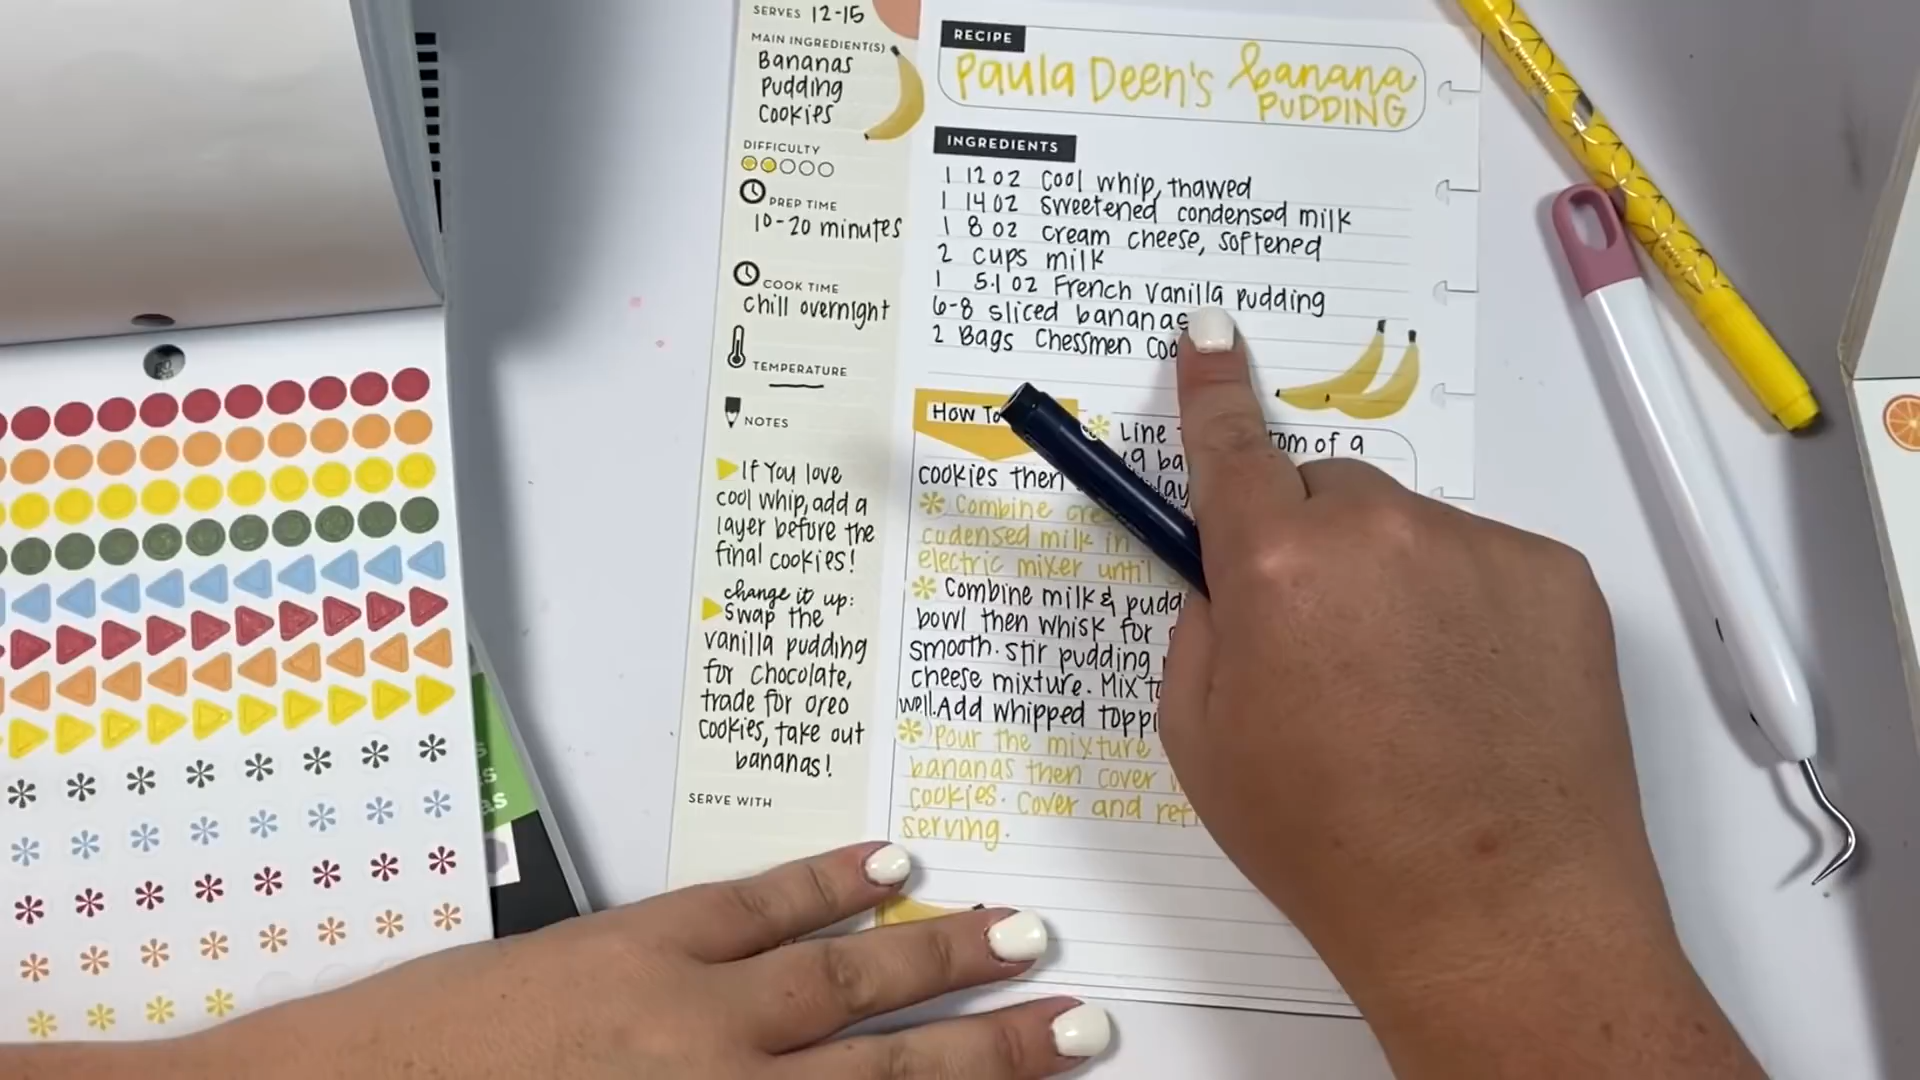 SERVES 12-15
MAIN INGREDIENT(S)
Bananas
Pudding
Cookies
DIFFICULTY
PREP TIME
10-20 minutes
COOK TIME
chill overnight
TEMPERATURE
NOTES
If You love
cool whip, add a
layer before the
final cookies!
change it up:
Swap the
vanilla pudding
for chocolate,
trade for oreo
cookies, take out
bananas!
SERVE WITH
RECIPE
Paula Deen's banana
PUDDING
INGREDIENTS
1 12 oz cool whip, thawed
1 14 oz sweetened condensed milk
1 8 oz cream cheese, softened
2 cups milk
1 5.1 oz French vanilla pudding
6-8 sliced bananas
2 Bags Chessmen
How To
Line of a
cookies then
Combine
cudensed milk in
electric mixer until
Combine milk &
bowl then whisk for
smooth. stir pudding
cheese mixture. Mix
well. Add whipped
Pour the mixture
bananas then cover
cookies. Cover and
serving.